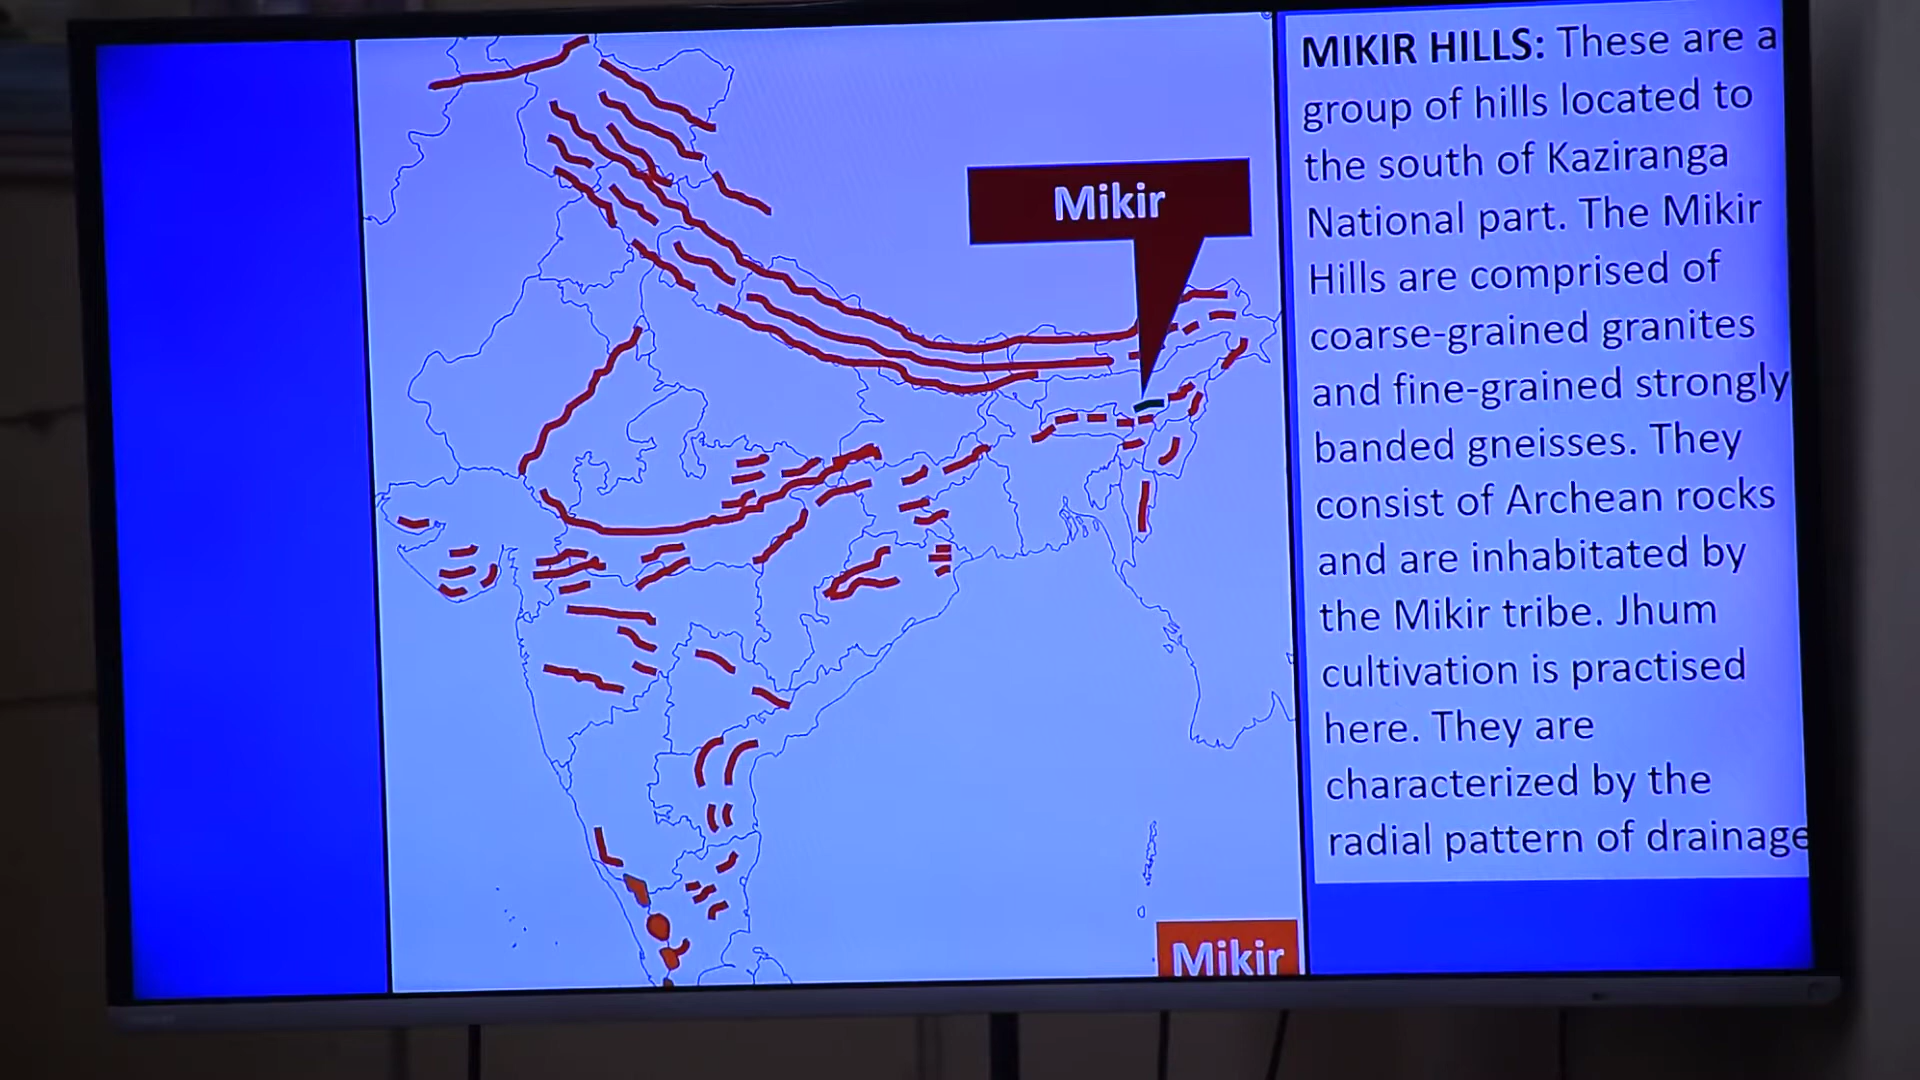 Mikir
MIKIR HILLS: These are a
group of hills located to
the south of Kaziranga
National part. The Mikir
Hills are comprised of
coarse-grained granites
and fine-grained strongly
banded gneisses. They
consist of Archean rocks
and are inhabitated by
the Mikir tribe. Jhum
cultivation is practised
here. They are
characterized by the
radial pattern of drainage
Mikir